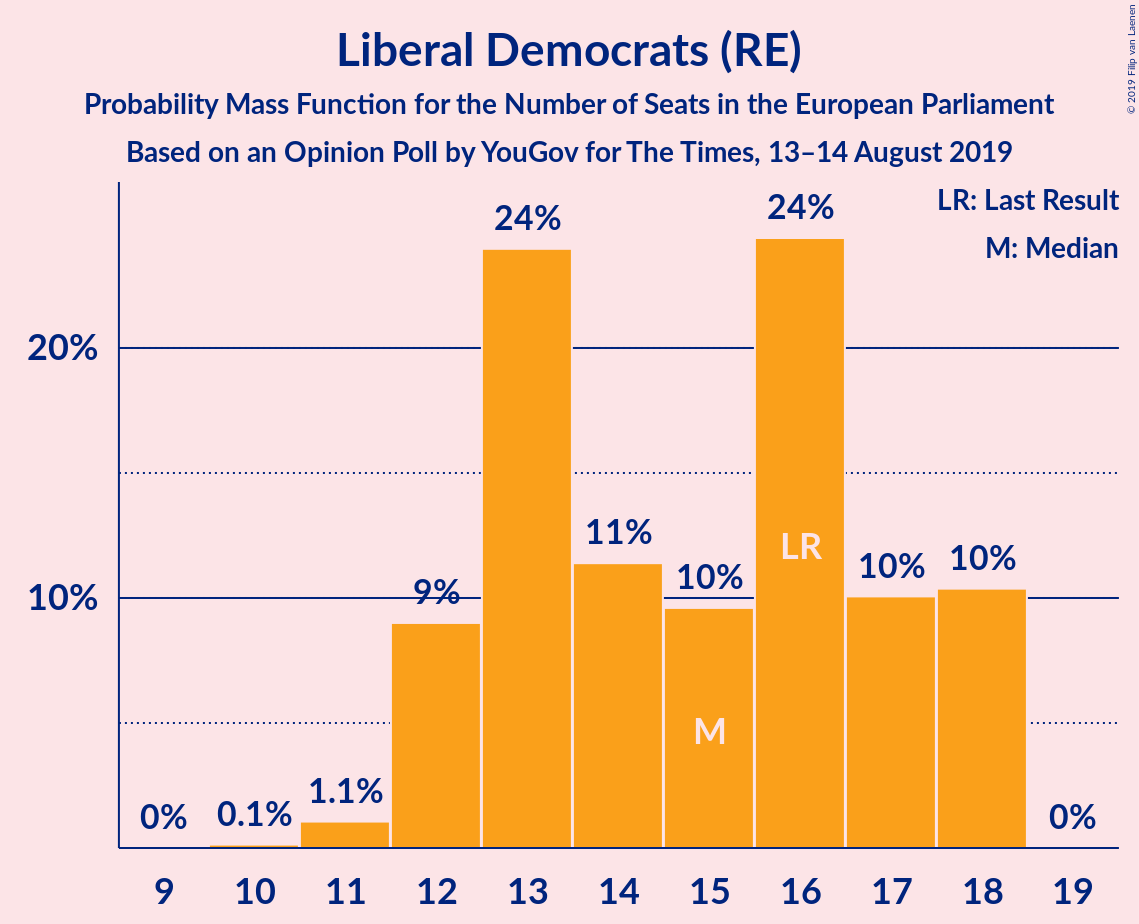 Liberal Democrats (RE)
Probability Mass Function for the Number of Seats in the European Parliament
Based on an Opinion Poll by YouGov for The Times, 13–14 August 2019
© 2019 Filip van Laenen
LR: Last Result
M: Median
20%
10%
0%
0.1%
1.1%
9%
24%
11%
10%
24%
10%
10%
0%
LR
M
9 10 11 12 13 14 15 16 17 18 19